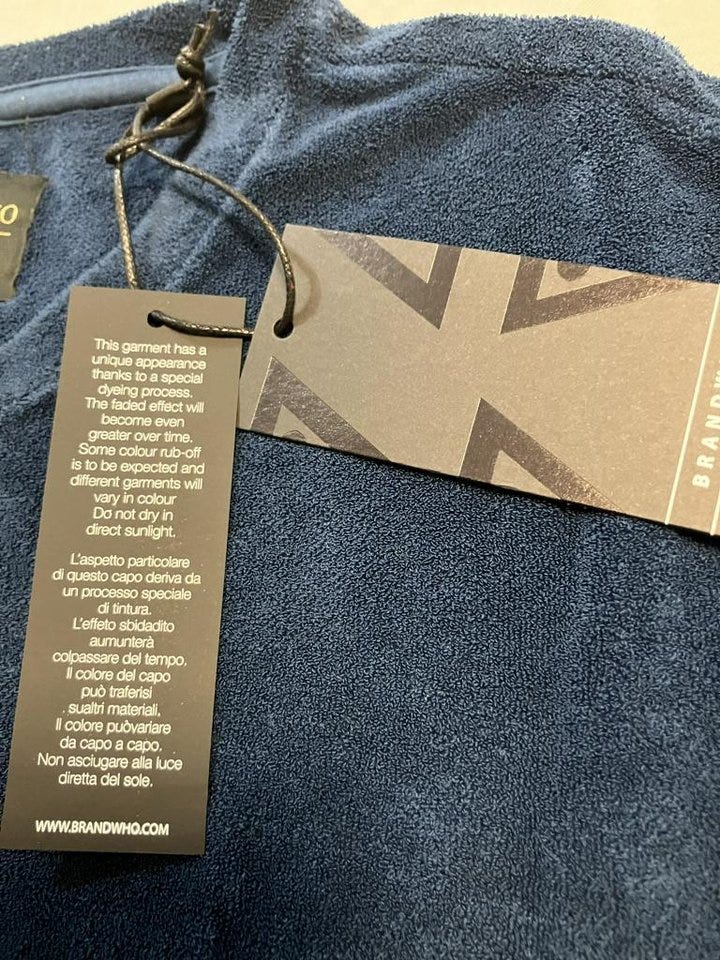 This garment has a
unique appearance
thanks to a special
dyeing process.
The faded effect will
become even
greater over time.
Some colour rub-off
is to be expected and
different garments will
vary in colour
Do not dry in
direct sunlight.
L'aspetto particolare
di questo capo deriva da
un processo speciale
di tintura.
L'effeto sbidadito
aumunterà
colpassare del tempo.
Il colore del capo
può traferisi
sualtri materiali.
Il colore puòvariare
da capo a capo.
Non asciugare alla luce
diretta del sole.
WWW.BRANDWHO.COM